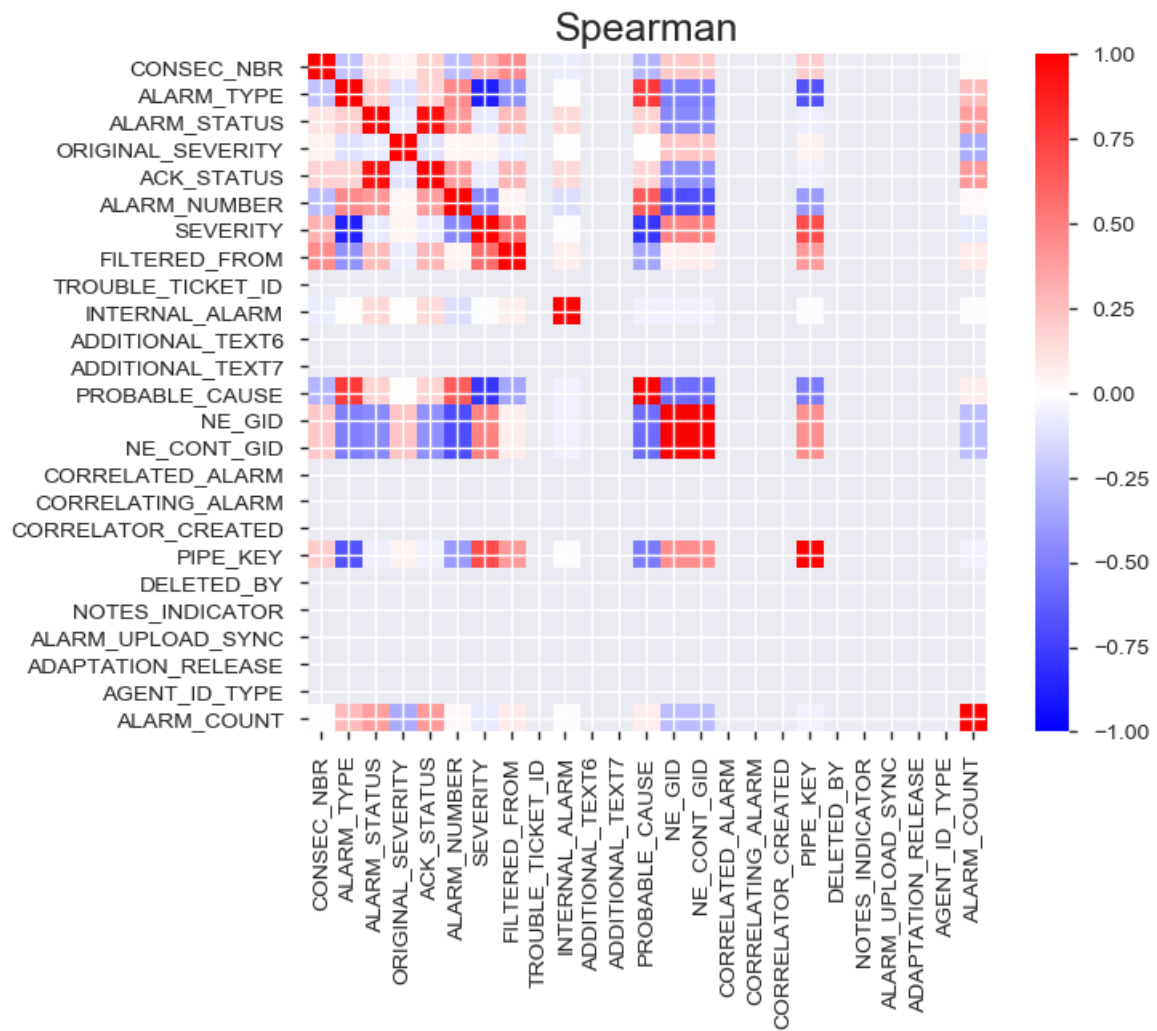 Spearman
CONSEC_NBR
ALARM_TYPE
ALARM_STATUS
ORIGINAL_SEVERITY
ACK_STATUS
ALARM_NUMBER
SEVERITY
FILTERED_FROM
TROUBLE_TICKET_ID
INTERNAL_ALARM
ADDITIONAL_TEXT6
ADDITIONAL_TEXT7
PROBABLE_CAUSE
NE_GID
NE_CONT_GID
CORRELATED_ALARM
CORRELATING_ALARM
CORRELATOR_CREATED
PIPE_KEY
DELETED_BY
NOTES_INDICATOR
ALARM_UPLOAD_SYNC
ADAPTATION_RELEASE
AGENT_ID_TYPE
ALARM_COUNT
CONSEC_NBR
ALARM_TYPE
ALARM_STATUS
ORIGINAL_SEVERITY
ACK_STATUS
ALARM_NUMBER
SEVERITY
FILTERED_FROM
TROUBLE_TICKET_ID
INTERNAL_ALARM
ADDITIONAL_TEXT6
ADDITIONAL_TEXT7
PROBABLE_CAUSE
NE_GID
NE_CONT_GID
CORRELATED_ALARM
CORRELATING_ALARM
CORRELATOR_CREATED
PIPE_KEY
DELETED_BY
NOTES_INDICATOR
ALARM_UPLOAD_SYNC
ADAPTATION_RELEASE
AGENT_ID_TYPE
ALARM_COUNT
1.00
0.75
0.50
0.25
0.00
−0.25
−0.50
−0.75
−1.00